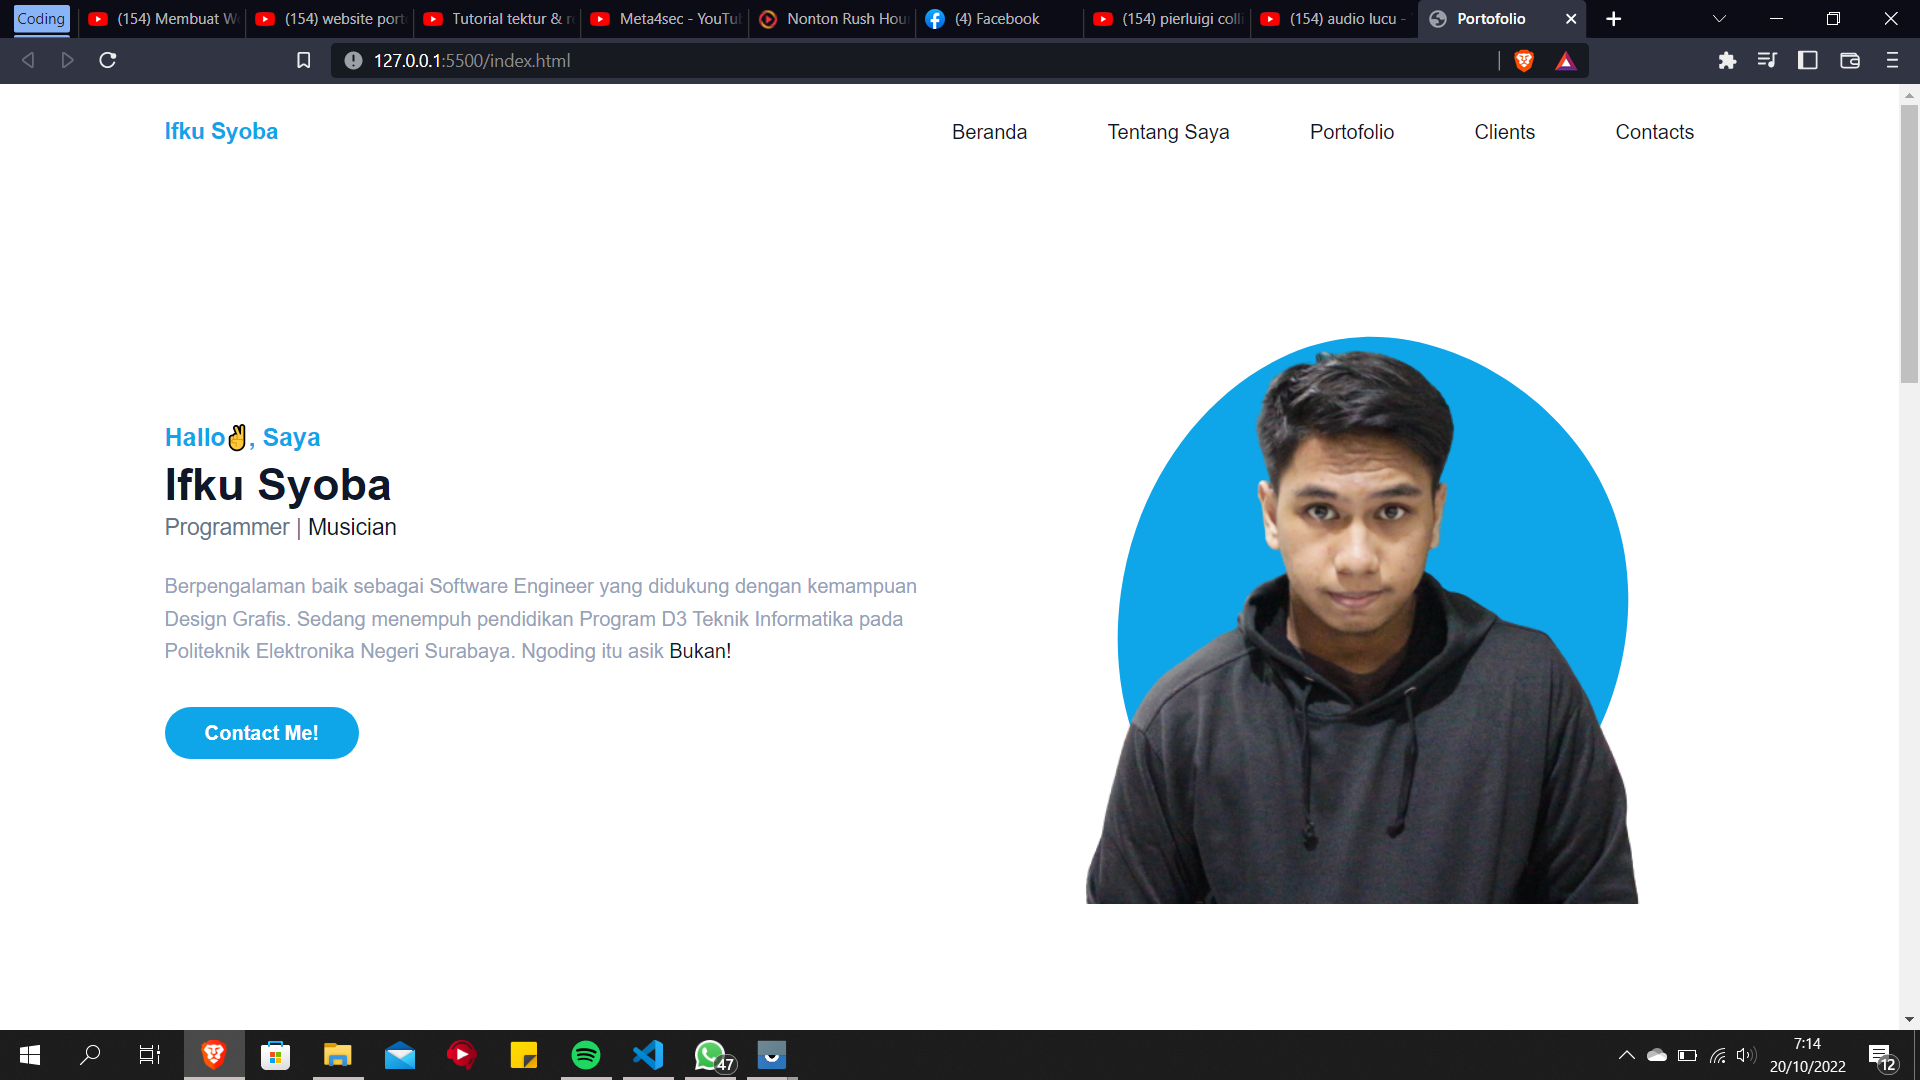 Coding
(154) Membuat W
(154) website port
Tutorial tektur & r
Meta4sec - YouTu
Nonton Rush Hou
(4) Facebook
(154) pierluigi colli
(154) audio lucu -
Portofolio
127.0.0.1:5500/index.html
Ifku Syoba
Beranda
Tentang Saya
Portofolio
Clients
Contacts
Hallo✌, Saya
Ifku Syoba
Programmer | Musician
Berpengalaman baik sebagai Software Engineer yang didukung dengan kemampuan
Design Grafis. Sedang menempuh pendidikan Program D3 Teknik Informatika pada
Politeknik Elektronika Negeri Surabaya. Ngoding itu asik Bukan!
Contact Me!
47
7:14
20/10/2022
12